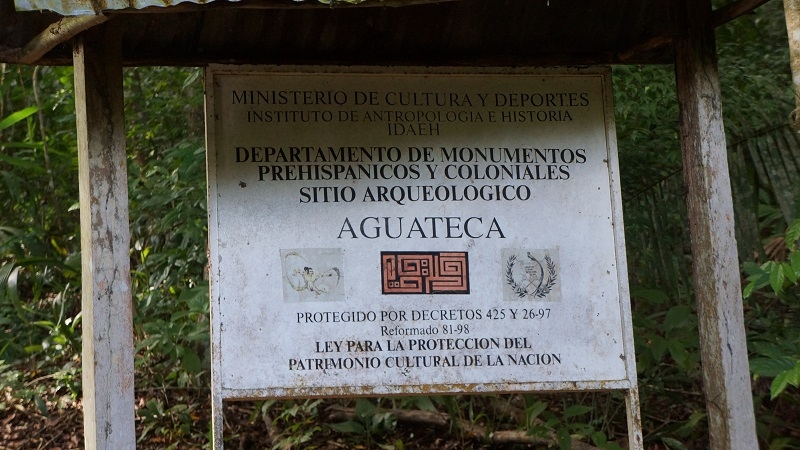 MINISTERIO DE CULTURA Y DEPORTES
INSTITUTO DE ANTROPOLOGIA E HISTORIA
IDAEH
DEPARTAMENTO DE MONUMENTOS
PREHISPANICOS Y COLONIALES
SITIO ARQUEOLÓGICO
AGUATECA
PROTEGIDO POR DECRETOS 425 Y 26-97
Reformado 81-98
LEY PARA LA PROTECCION DEL
PATRIMONIO CULTURAL DE LA NACION